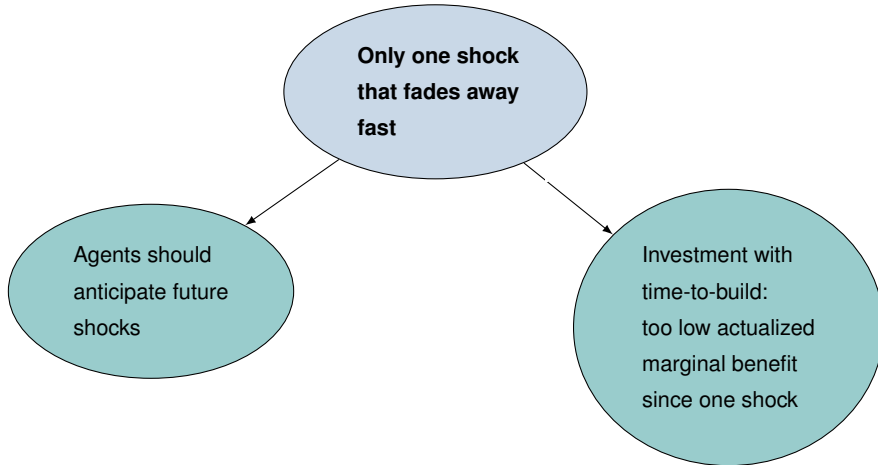 Only one shock
that fades away
fast
Agents should
anticipate future
shocks
Investment with
time-to-build:
too low actualized
marginal benefit
since one shock